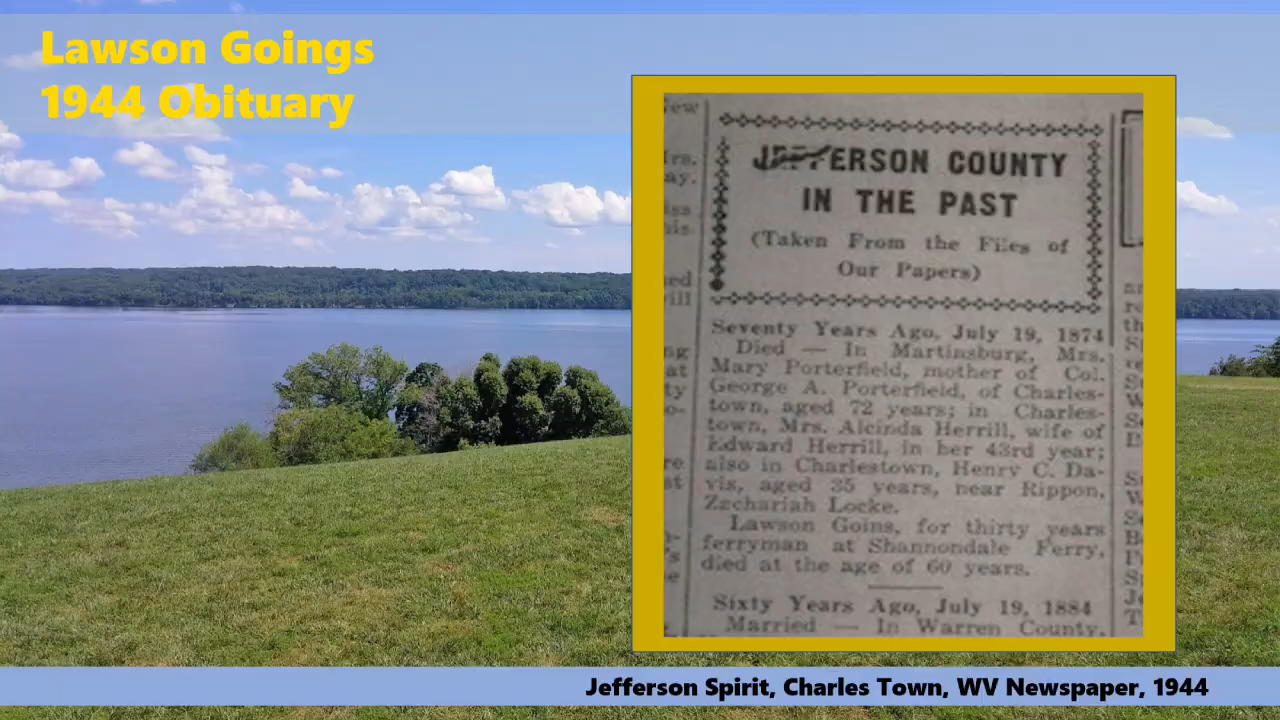 Lawson Goings
1944 Obituary
JEFFERSON COUNTY
IN THE PAST
(Taken From the Files of
Our Papers)
Seventy Years Ago, July 19, 1874
Died — In Martinsburg, Mrs.
Mary Porterfield, mother of Col.
George A. Porterfield, of Charles-
town, aged 72 years; in Charles-
town, Mrs. Alcinda Herrill, wife of
Edward Herrill, in her 43rd year;
also in Charlestown, Henry C. Da-
vis, aged 35 years, near Rippon,
Zachariah Locke.
Lawson Goins, for thirty years
ferryman at Shannondale Ferry,
died at the age of 60 years.
Sixty Years Ago, July 19, 1884
Married — In Warren County,
Jefferson Spirit, Charles Town, WV Newspaper, 1944